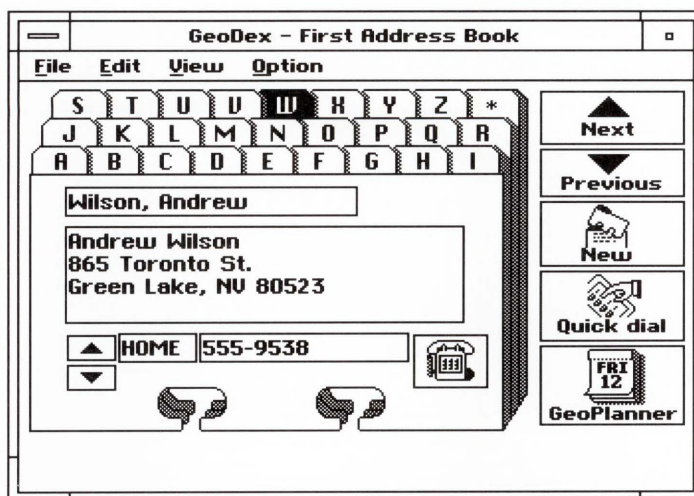 GeoDex - First Address Book
File Edit View Option
S T U V W X Y Z *
J K L M N O P Q R
A B C D E F G H I
Wilson, Andrew
Andrew Wilson
865 Toronto St.
Green Lake, NV 80523
HOME 555-9538
Next
Previous
New
Quick dial
FRI
12
GeoPlanner